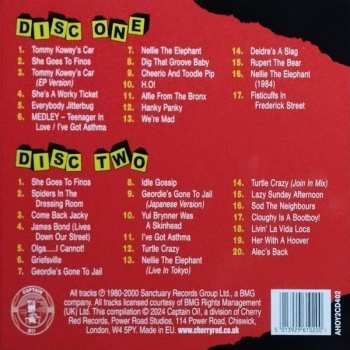 DISC ONE
1. Tommy Kowey's Car
2. She Goes To Finos
3. Tommy Kowey's Car
(EP Version)
4. She's A Worky Ticket
5. Everybody Jitterbug
6. MEDLEY – Teenager In
Love / I've Got Asthma
7. Nellie The Elephant
8. Dig That Groove Baby
9. Cheerio And Toodle Pip
10. H.O!
11. Alfie From The Bronx
12. Hanky Panky
13. We're Mad
14. Deidre's A Slag
15. Rupert The Bear
16. Nellie The Elephant
(1984)
17. Fisticuffs In
Frederick Street
DISC TWO
1. She Goes To Finos
2. Spiders In The
Dressing Room
3. Come Back Jacky
4. James Bond (Lives
Down Our Street)
5. Olga....I Cannot!
6. Griefsville
7. Geordie's Gone To Jail
8. Idle Gossip
9. Geordie's Gone To Jail
(Japanese Version)
10. Yul Brynner Was
A Skinhead
11. I've Got Asthma
12. Turtle Crazy
13. Nellie The Elephant
(Live In Tokyo)
14. Turtle Crazy (Join In Mix)
15. Lazy Sunday Afternoon
16. Sod The Neighbours
17. Cloughy Is A Bootboy!
18. Livin' La Vida Loca
19. Her With A Hoover
20. Alec's Back
CAPTAIN
OI!
All tracks ℗ 1980-2000 Sanctuary Records Group Ltd., a BMG
company. All tracks licensed courtesy of BMG Rights Management
(UK) Ltd. This compilation © 2024 Captain Oi!, a division of Cherry
Red Records, Power Road Studios, 114 Power Road, Chiswick,
London, W4 5PY. Made in EU. www.cherryred.co.uk
AHOY2CD402